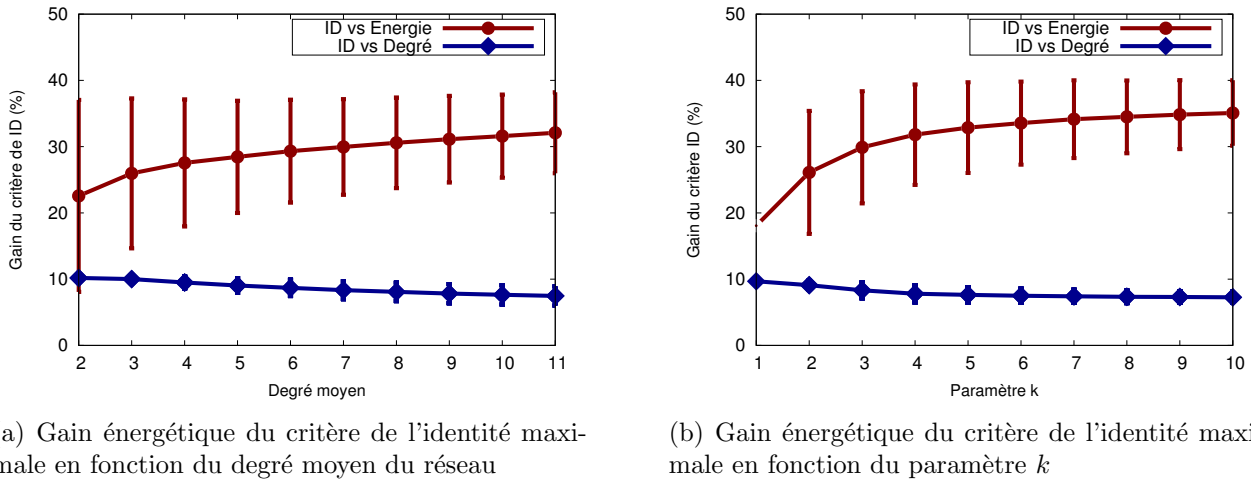 50
40
30
20
10
0
2 3 4 5 6 7 8 9 10 11
Gain du critère de ID (%)
Degré moyen
ID vs Energie
ID vs Degré
a) Gain énergétique du critère de l'identité maxi-
male en fonction du degré moyen du réseau
50
40
30
20
10
0
1 2 3 4 5 6 7 8 9 10
Gain du critère ID (%)
Paramètre k
ID vs Energie
ID vs Degré
(b) Gain énergétique du critère de l'identité maxi
male en fonction du paramètre k